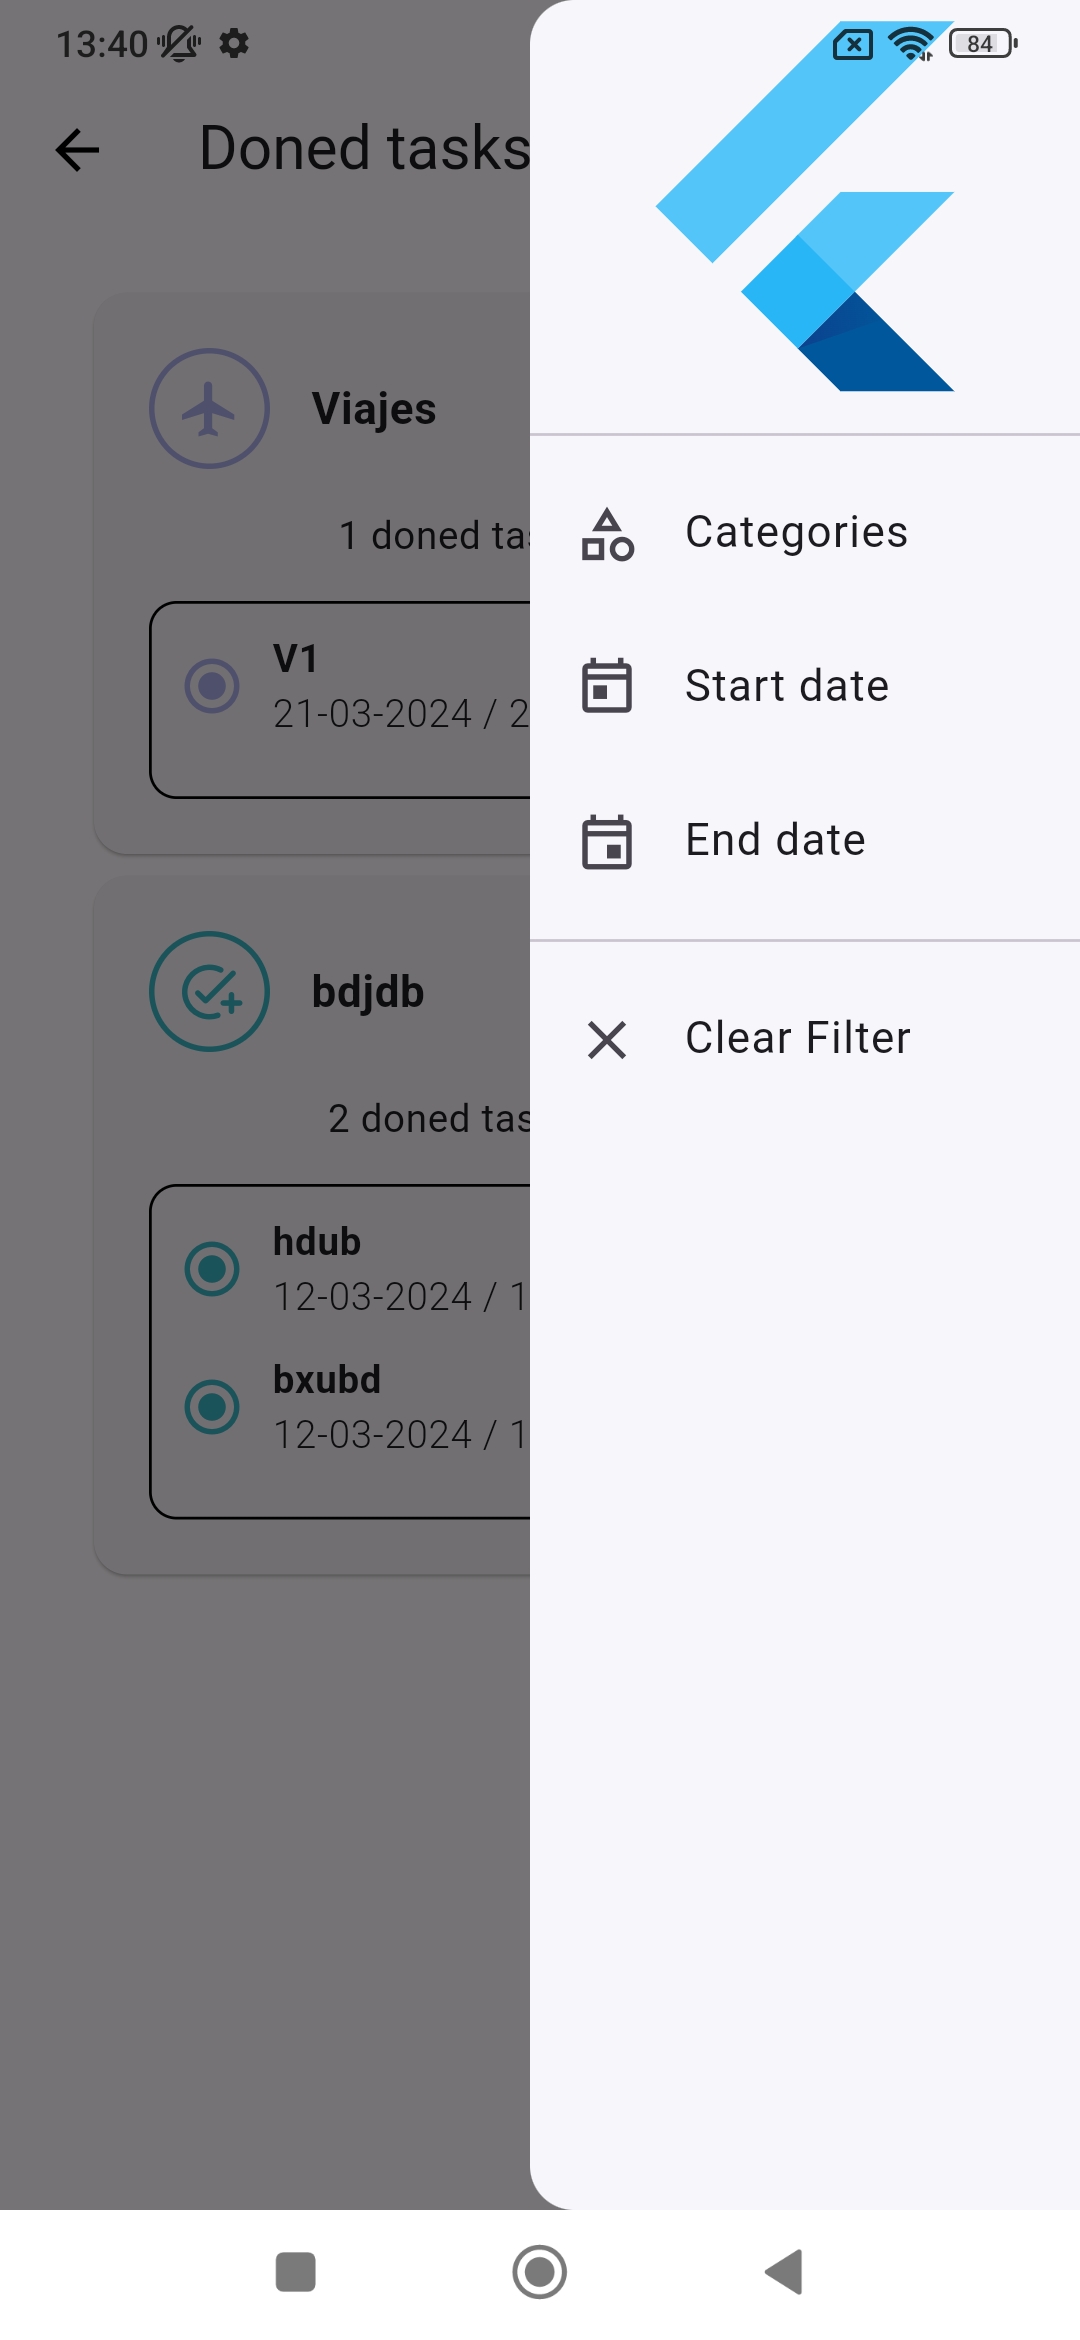 13:40
84
Doned tasks
Viajes
1 doned tas
V1
21-03-2024 / 2
bdjdb
2 doned tas
hdub
12-03-2024 / 1
bxubd
12-03-2024 / 1
Categories
Start date
End date
Clear Filter